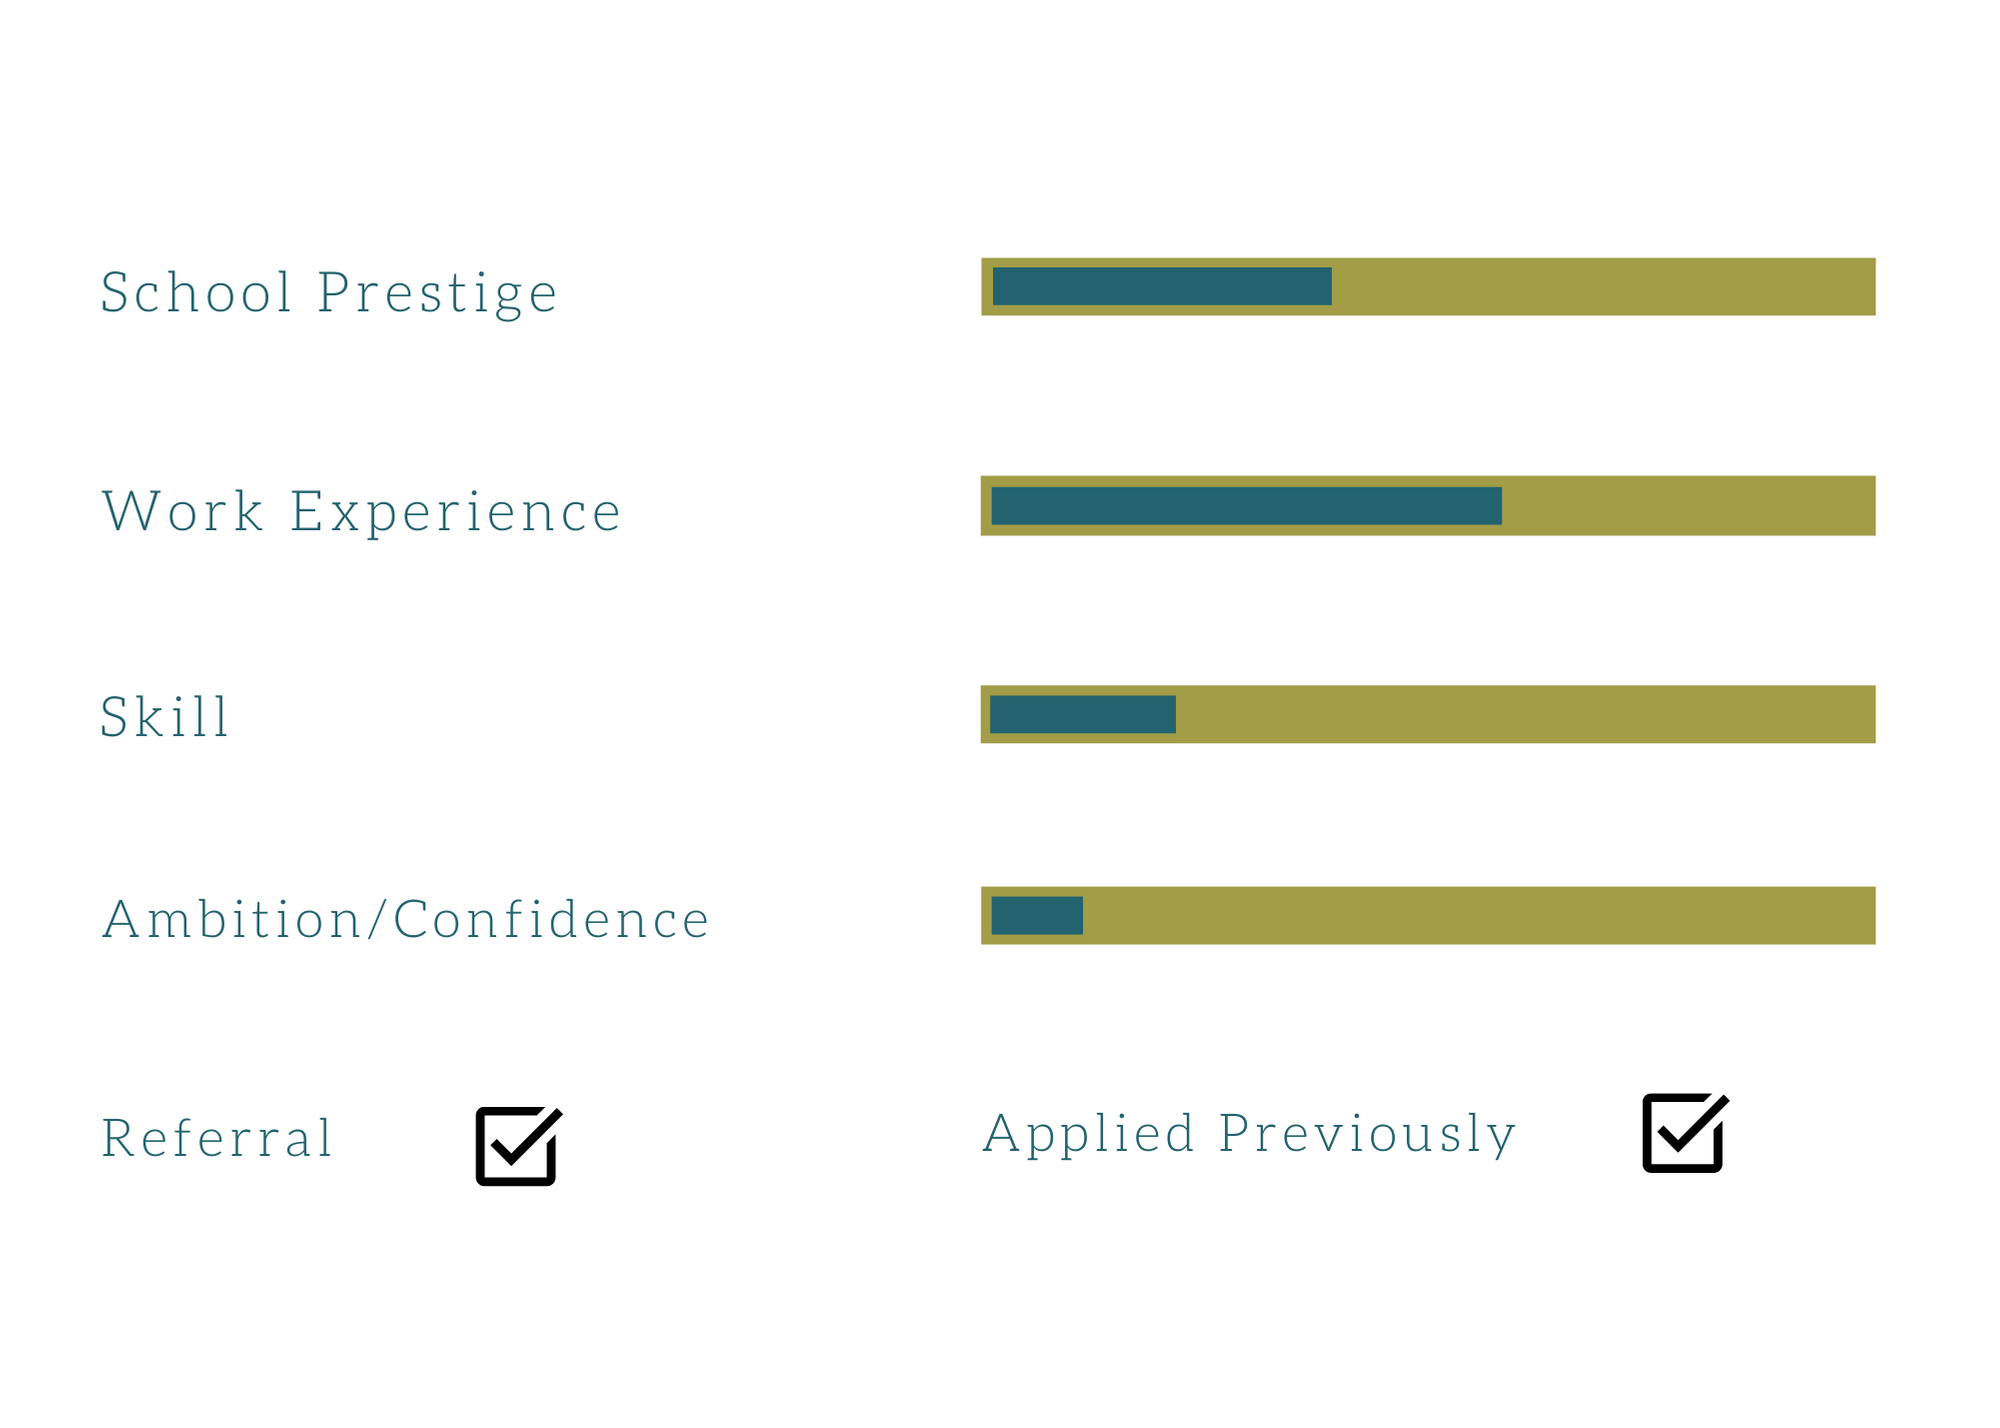 School Prestige
Work Experience
Skill
Ambition/Confidence
Referral
Applied Previously